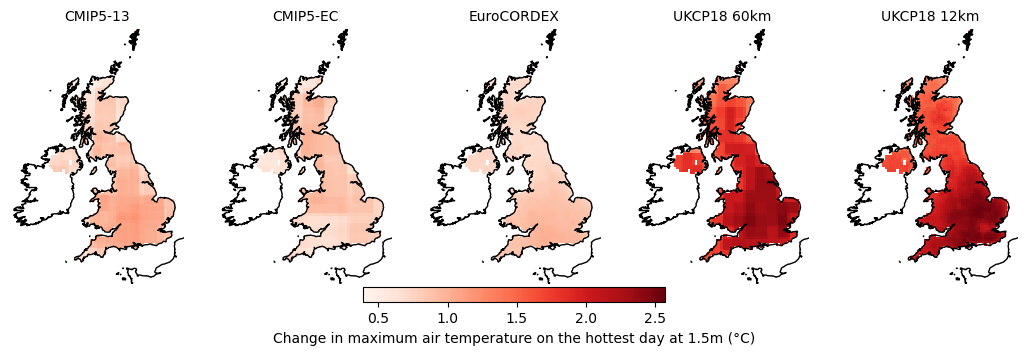 CMIP5-13 CMIP5-EC EuroCORDEX UKCP18 60km UKCP18 12km
0.5 1.0 1.5 2.0 2.5
Change in maximum air temperature on the hottest day at 1.5m (°C)